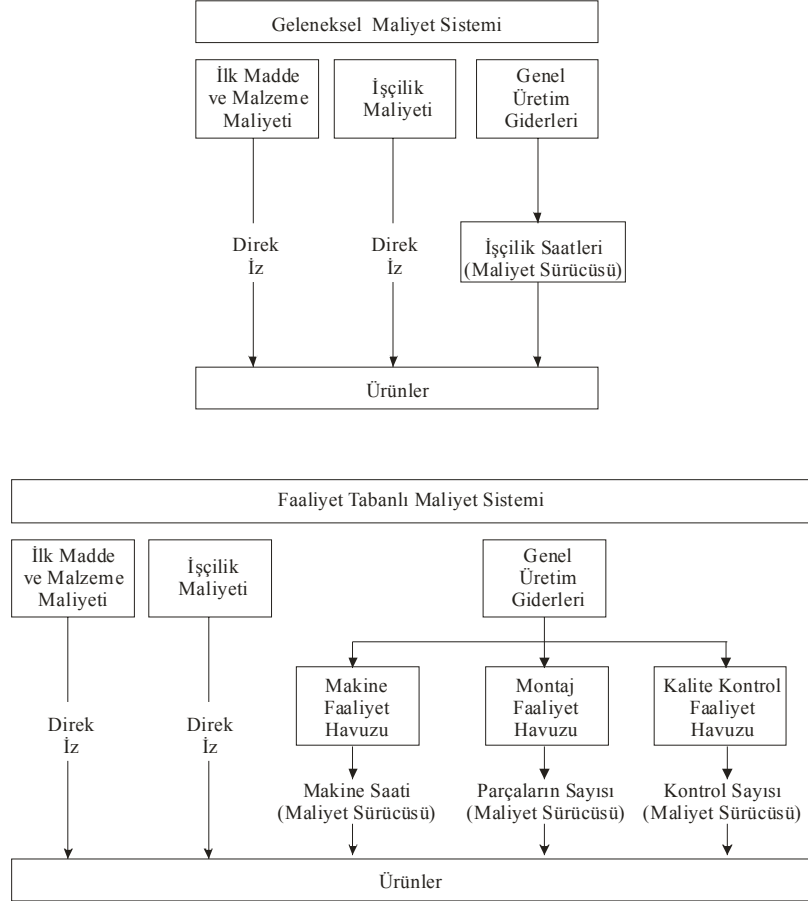 Geleneksel Maliyet Sistemi
İlk Madde
ve Malzeme
Maliyeti
İşçilik
Maliyeti
Genel
Üretim
Giderleri
Direk
İz
Direk
İz
İşçilik Saatleri
(Maliyet Sürücüsü)
Ürünler
Faaliyet Tabanlı Maliyet Sistemi
İlk Madde
ve Malzeme
Maliyeti
İşçilik
Maliyeti
Genel
Üretim
Giderleri
Direk
İz
Direk
İz
Makine
Faaliyet
Havuzu
Montaj
Faaliyet
Havuzu
Kalite Kontrol
Faaliyet
Havuzu
Makine Saati
(Maliyet Sürücüsü)
Parçaların Sayısı
(Maliyet Sürücüsü)
Kontrol Sayısı
(Maliyet Sürücüsü)
Ürünler